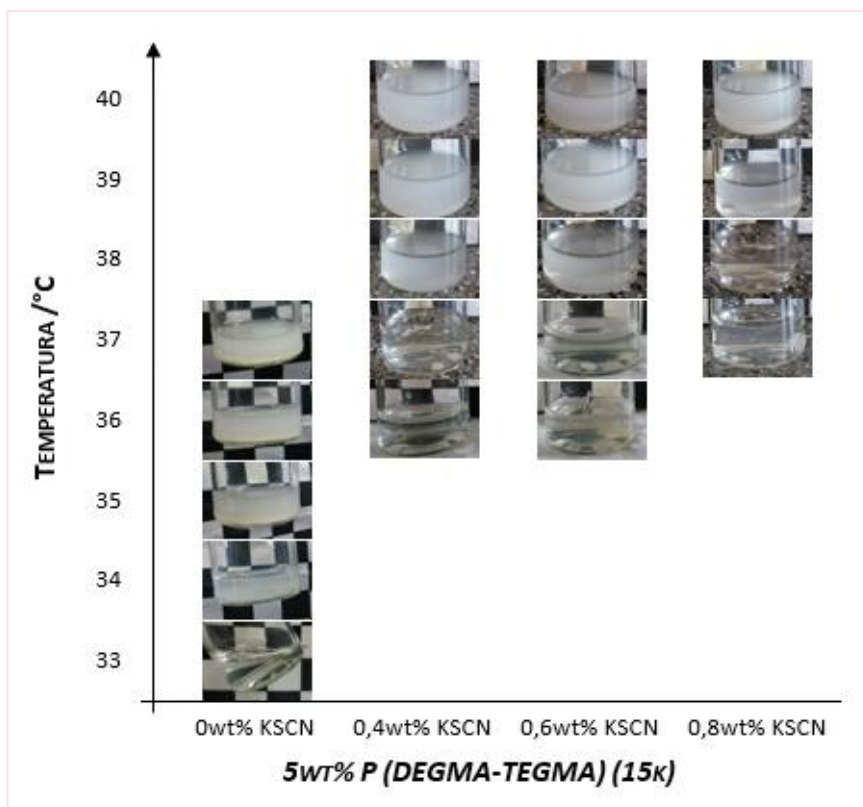 TEMPERATURA /°C
40
39
38
37
36
35
34
33
0wt% KSCN 0,4wt% KSCN 0,6wt% KSCN 0,8wt% KSCN
5WT% P (DEGMA-TEGMA) (15K)